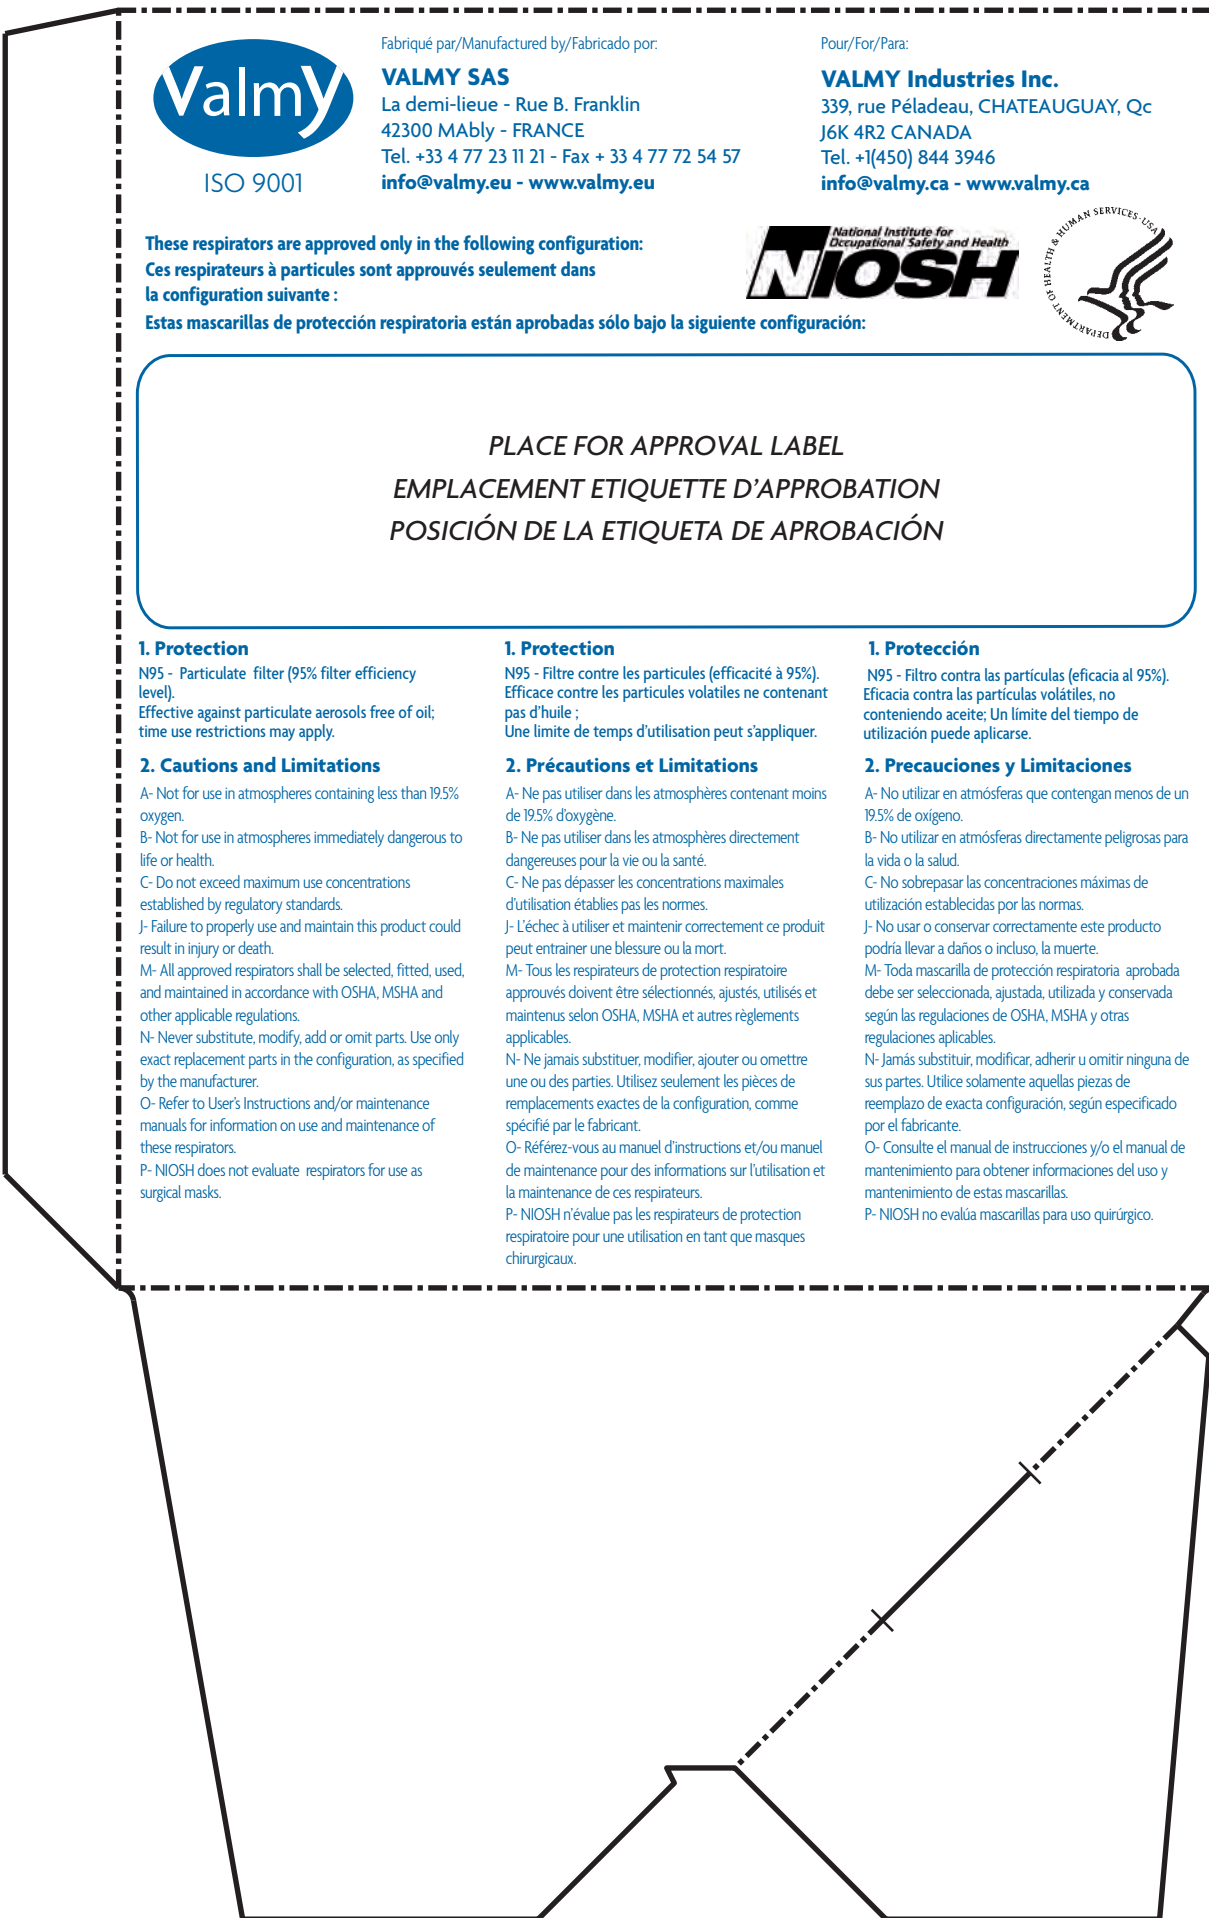 Valmy
ISO 9001
Fabriqué par/Manufactured by/Fabricado por:
VALMY SAS
La demi-lieue - Rue B. Franklin
42300 MAbly - FRANCE
Tel. +33 4 77 23 11 21 - Fax + 33 4 77 72 54 57
info@valmy.eu - www.valmy.eu
Pour/For/Para:
VALMY Industries Inc.
339, rue Péladeau, CHATEAUGUAY, Qc
J6K 4R2 CANADA
Tel. +1(450) 844 3946
info@valmy.ca - www.valmy.ca
These respirators are approved only in the following configuration:
Ces respirateurs à particules sont approuvés seulement dans
la configuration suivante :
Estas mascarillas de protección respiratoria están aprobadas sólo bajo la siguiente configuración:
National Institute for
Occupational Safety and Health
NIOSH
DEPARTMENT OF HEALTH & HUMAN SERVICES·USA
PLACE FOR APPROVAL LABEL
EMPLACEMENT ETIQUETTE D'APPROBATION
POSICIÓN DE LA ETIQUETA DE APROBACIÓN
1. Protection
N95 - Particulate filter (95% filter efficiency
level).
Effective against particulate aerosols free of oil;
time use restrictions may apply.
2. Cautions and Limitations
A- Not for use in atmospheres containing less than 19.5%
oxygen.
B- Not for use in atmospheres immediately dangerous to
life or health.
C- Do not exceed maximum use concentrations
established by regulatory standards.
J- Failure to properly use and maintain this product could
result in injury or death.
M- All approved respirators shall be selected, fitted, used,
and maintained in accordance with OSHA, MSHA and
other applicable regulations.
N- Never substitute, modify, add or omit parts. Use only
exact replacement parts in the configuration, as specified
by the manufacturer.
O- Refer to User's Instructions and/or maintenance
manuals for information on use and maintenance of
these respirators.
P- NIOSH does not evaluate respirators for use as
surgical masks.
1. Protection
N95 - Filtre contre les particules (efficacité à 95%).
Efficace contre les particules volatiles ne contenant
pas d'huile ;
Une limite de temps d'utilisation peut s'appliquer.
2. Précautions et Limitations
A- Ne pas utiliser dans les atmosphères contenant moins
de 19.5% d'oxygène.
B- Ne pas utiliser dans les atmosphères directement
dangereuses pour la vie ou la santé.
C- Ne pas dépasser les concentrations maximales
d'utilisation établies pas les normes.
J- L'échec à utiliser et maintenir correctement ce produit
peut entrainer une blessure ou la mort.
M- Tous les respirateurs de protection respiratoire
approuvés doivent être sélectionnés, ajustés, utilisés et
maintenus selon OSHA, MSHA et autres règlements
applicables.
N- Ne jamais substituer, modifier, ajouter ou omettre
une ou des parties. Utilisez seulement les pièces de
remplacements exactes de la configuration, comme
spécifié par le fabricant.
O- Référez-vous au manuel d'instructions et/ou manuel
de maintenance pour des informations sur l'utilisation et
la maintenance de ces respirateurs.
P- NIOSH n'évalue pas les respirateurs de protection
respiratoire pour une utilisation en tant que masques
chirurgicaux.
1. Protección
N95 - Filtro contra las partículas (eficacia al 95%).
Eficacia contra las partículas volátiles, no
conteniendo aceite; Un límite del tiempo de
utilización puede aplicarse.
2. Precauciones y Limitaciones
A- No utilizar en atmósferas que contengan menos de un
19.5% de oxígeno.
B- No utilizar en atmósferas directamente peligrosas para
la vida o la salud.
C- No sobrepasar las concentraciones máximas de
utilización establecidas por las normas.
J- No usar o conservar correctamente este producto
podría llevar a daños o incluso, la muerte.
M- Toda mascarilla de protección respiratoria aprobada
debe ser seleccionada, ajustada, utilizada y conservada
según las regulaciones de OSHA, MSHA y otras
regulaciones aplicables.
N- Jamás substituir, modificar, adherir u omitir ninguna de
sus partes. Utilice solamente aquellas piezas de
reemplazo de exacta configuración, según especificado
por el fabricante.
O- Consulte el manual de instrucciones y/o el manual de
mantenimiento para obtener informaciones del uso y
mantenimiento de estas mascarillas.
P- NIOSH no evalúa mascarillas para uso quirúrgico.